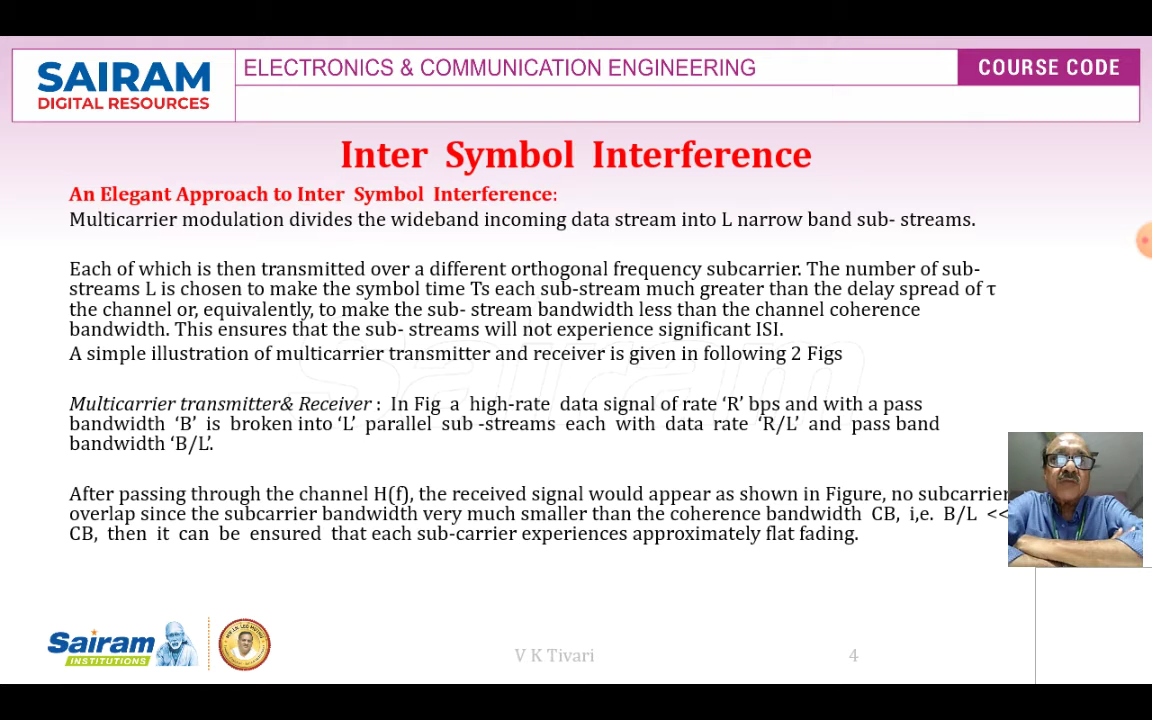 SAIRAM
DIGITAL RESOURCES
ELECTRONICS & COMMUNICATION ENGINEERING
COURSE CODE
Inter Symbol Interference
An Elegant Approach to Inter Symbol Interference:
Multicarrier modulation divides the wideband incoming data stream into L narrow band sub- streams.
Each of which is then transmitted over a different orthogonal frequency subcarrier. The number of sub-
streams L is chosen to make the symbol time Ts each sub-stream much greater than the delay spread of τ
the channel or, equivalently, to make the sub- stream bandwidth less than the channel coherence
bandwidth. This ensures that the sub- streams will not experience significant ISI.
A simple illustration of multicarrier transmitter and receiver is given in following 2 Figs
Multicarrier transmitter& Receiver : In Fig a high-rate data signal of rate ‘R’ bps and with a pass
bandwidth ‘B’ is broken into ‘L’ parallel sub -streams each with data rate ‘R/L’ and pass band
bandwidth ‘B/L’.
After passing through the channel H(f), the received signal would appear as shown in Figure, no subcarrier
overlap since the subcarrier bandwidth very much smaller than the coherence bandwidth CB, i,e. B/L <<
CB, then it can be ensured that each sub-carrier experiences approximately flat fading.
Sairam
Sairam
INSTITUTIONS
V K Tivari
4